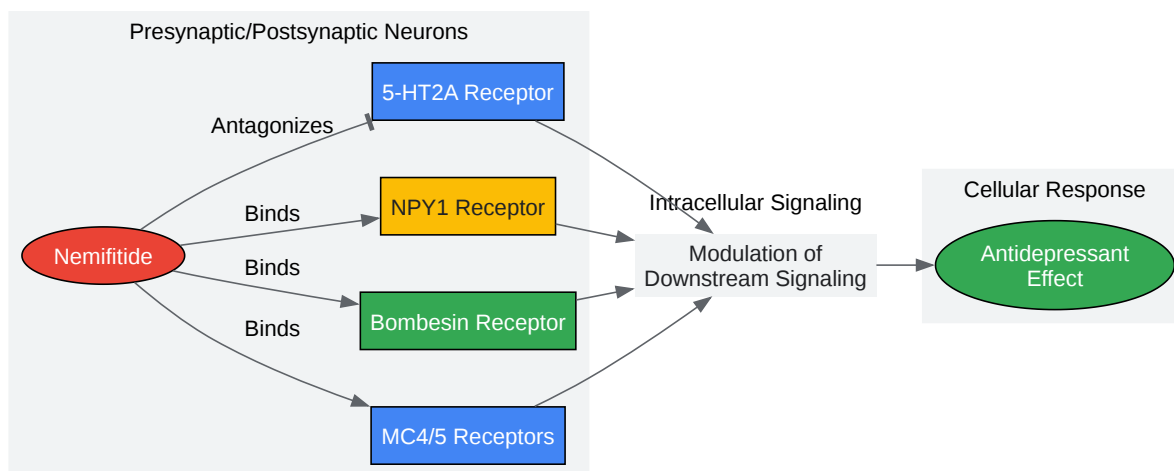 Presynaptic/Postsynaptic Neurons
5-HT2A Receptor
Antagonizes
Cellular Response
Binds
NPY1 Receptor
Intracellular Signaling
Nemifitide
Binds
Modulation of
Downstream Signaling
Antidepressant
Effect
Bombesin Receptor
Binds
MC4/5 Receptors